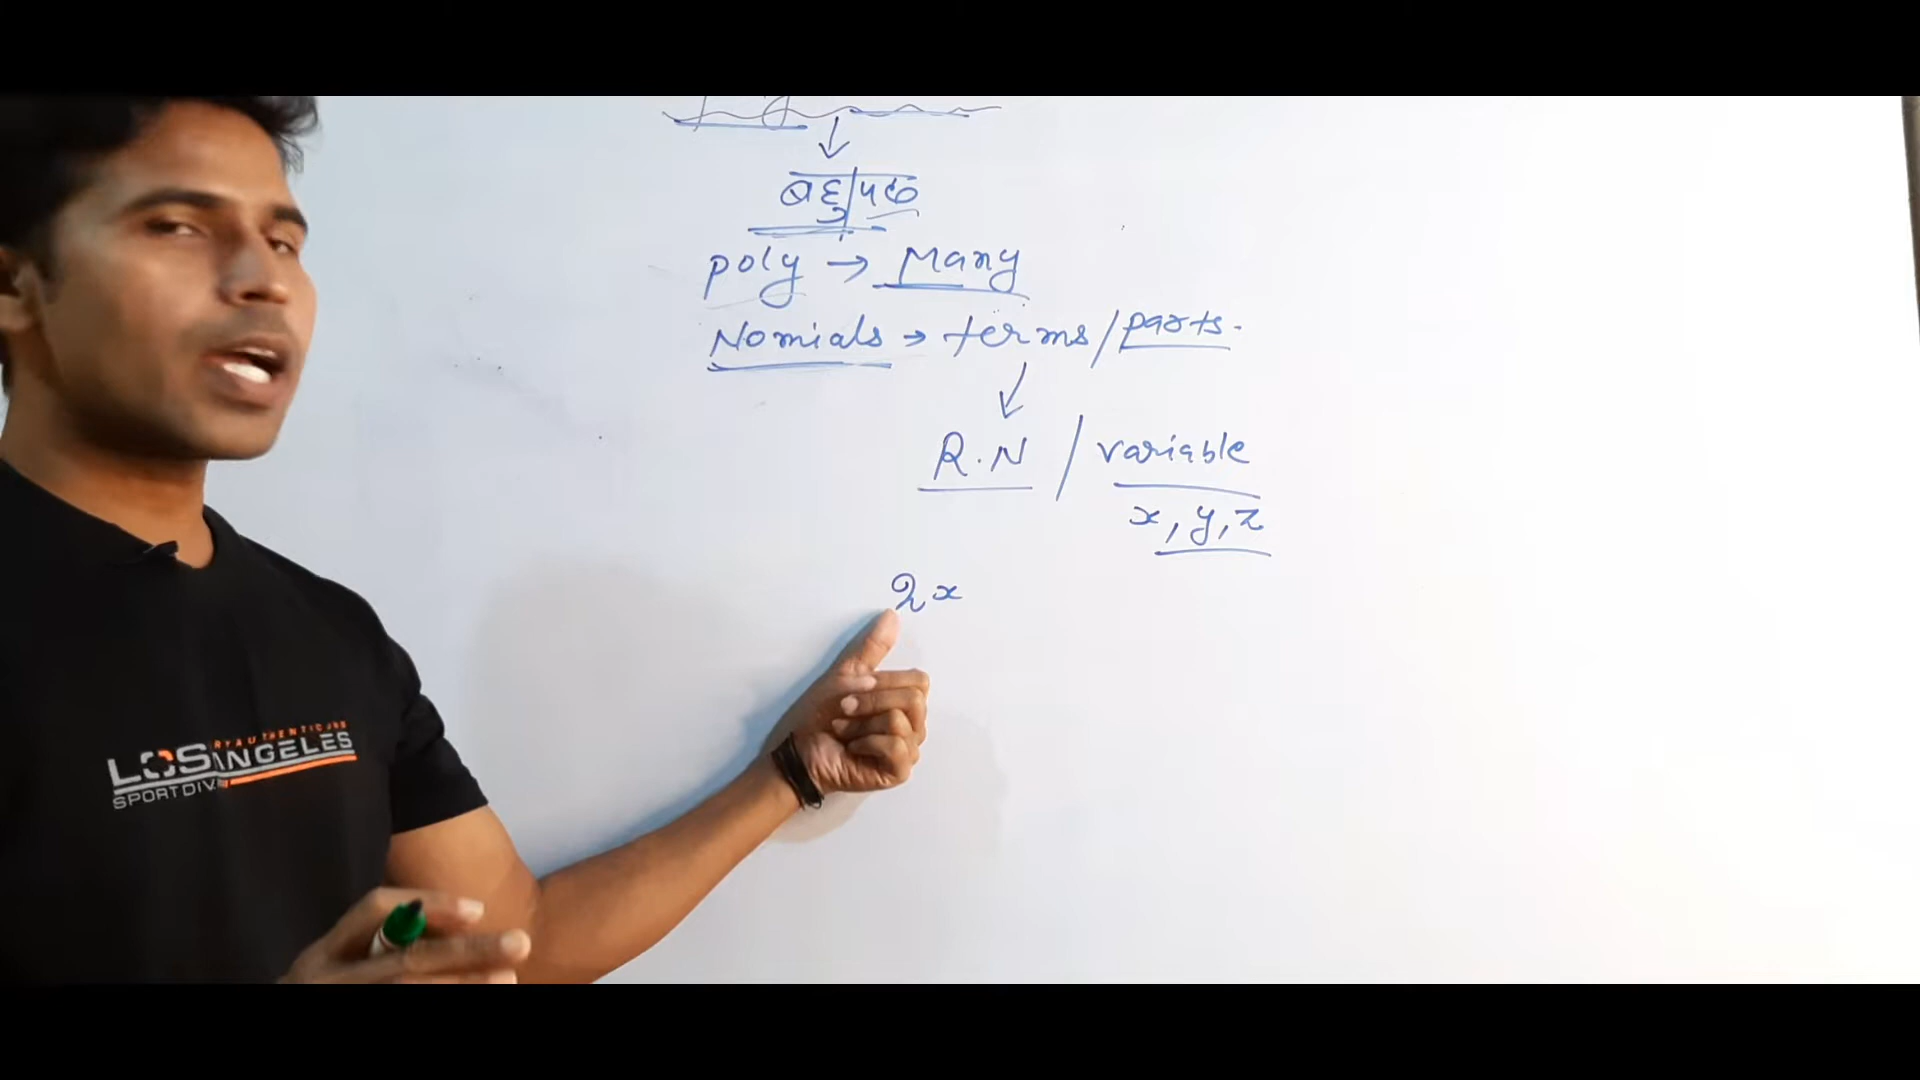 बहुपद
poly → Many
Nomials → terms/parts.
R.N / variable
x, y, z
2x
LOS ANGELES
SPORT DIV.